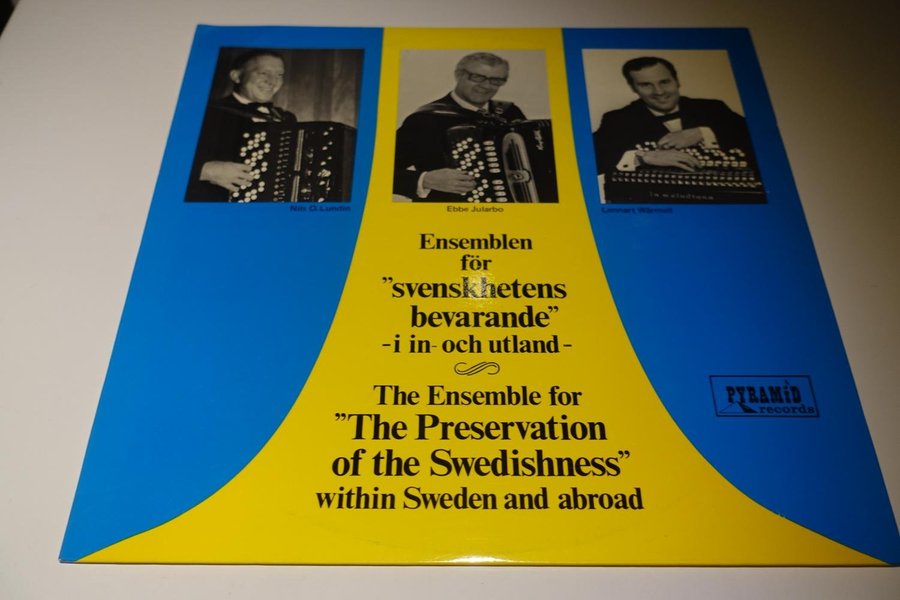 Nils O. Lundin
Ebbe Jularbo
Lennart Wärmell
Ensemblen
för
"svenskhetens
bevarande"
-i in- och utland-
The Ensemble for
"The Preservation
of the Swedishness"
within Sweden and abroad
PYRAMiD
records